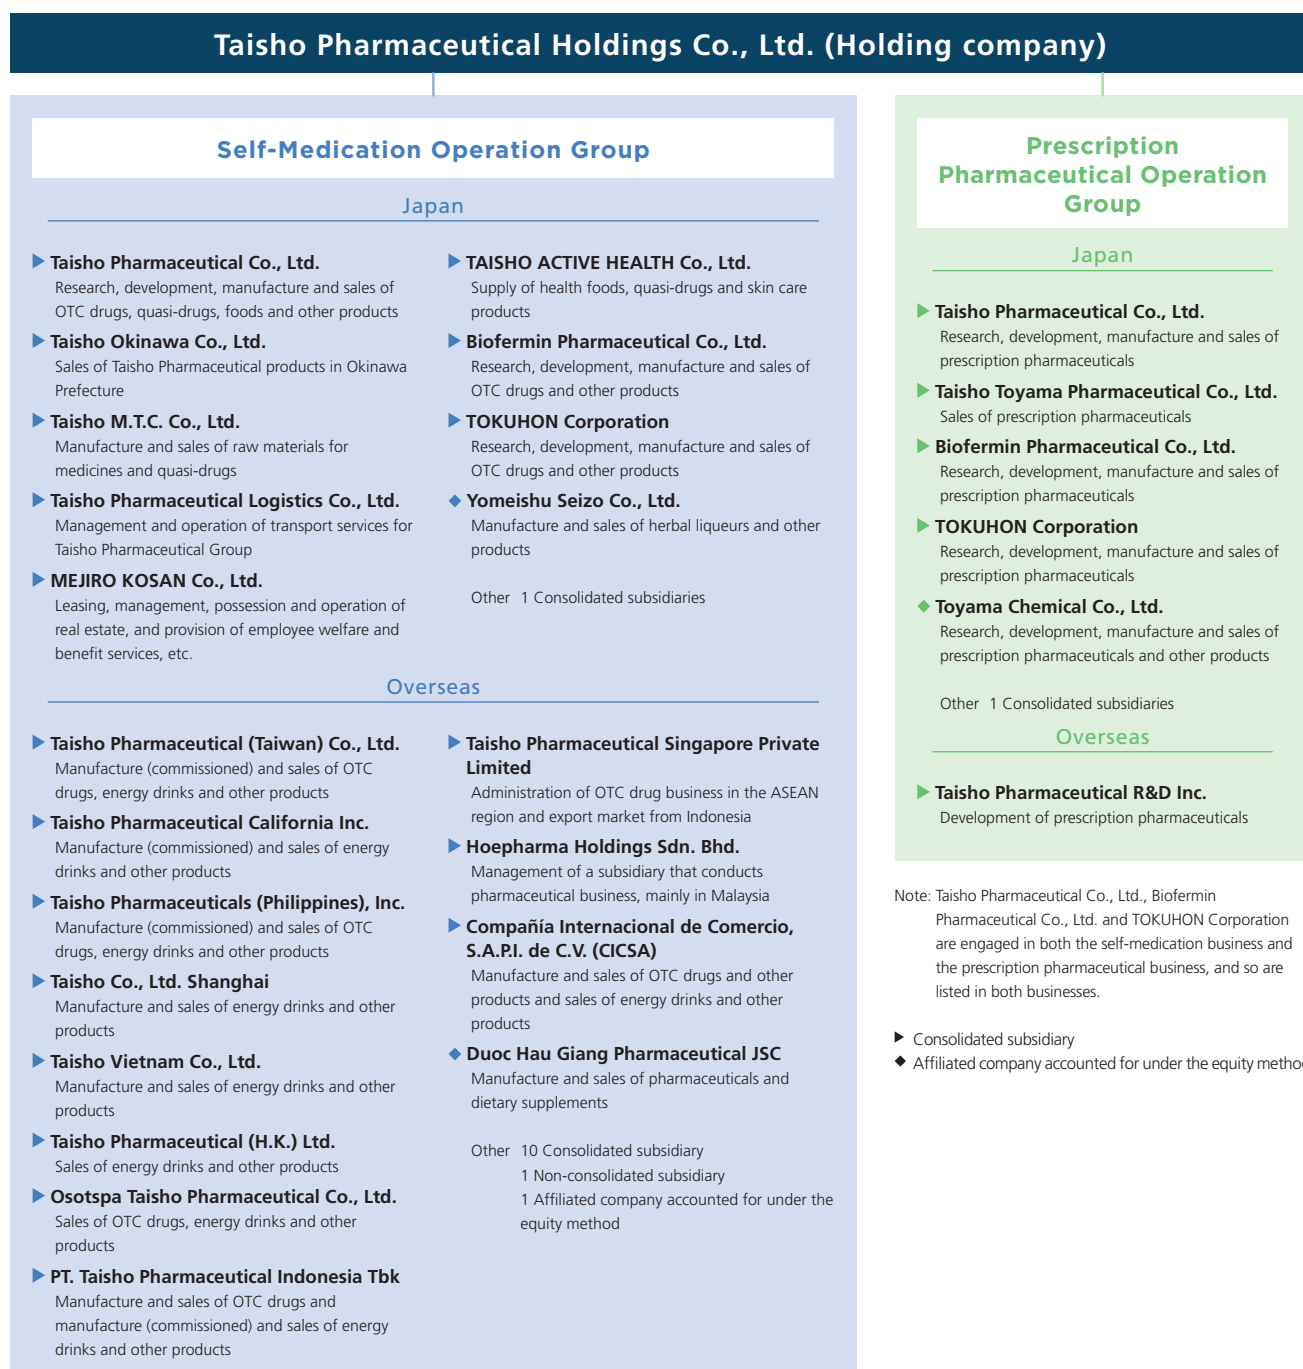 Taisho Pharmaceutical Holdings Co., Ltd. (Holding company)
Self-Medication Operation Group
Japan
Taisho Pharmaceutical Co., Ltd.
Research, development, manufacture and sales of
OTC drugs, quasi-drugs, foods and other products
Taisho Okinawa Co., Ltd.
Sales of Taisho Pharmaceutical products in Okinawa
Prefecture
Taisho M.T.C. Co., Ltd.
Manufacture and sales of raw materials for
medicines and quasi-drugs
Taisho Pharmaceutical Logistics Co., Ltd.
Management and operation of transport services for
Taisho Pharmaceutical Group
MEJIRO KOSAN Co., Ltd.
Leasing, management, possession and operation of
real estate, and provision of employee welfare and
benefit services, etc.
TAISHO ACTIVE HEALTH Co., Ltd.
Supply of health foods, quasi-drugs and skin care
products
Biofermin Pharmaceutical Co., Ltd.
Research, development, manufacture and sales of
OTC drugs and other products
TOKUHON Corporation
Research, development, manufacture and sales of
OTC drugs and other products
Yomeishu Seizo Co., Ltd.
Manufacture and sales of herbal liqueurs and other
products
Other 1 Consolidated subsidiaries
Overseas
Taisho Pharmaceutical (Taiwan) Co., Ltd.
Manufacture (commissioned) and sales of OTC
drugs, energy drinks and other products
Taisho Pharmaceutical California Inc.
Manufacture (commissioned) and sales of energy
drinks and other products
Taisho Pharmaceuticals (Philippines), Inc.
Manufacture (commissioned) and sales of OTC
drugs, energy drinks and other products
Taisho Co., Ltd. Shanghai
Manufacture and sales of energy drinks and other
products
Taisho Vietnam Co., Ltd.
Manufacture and sales of energy drinks and other
products
Taisho Pharmaceutical (H.K.) Ltd.
Sales of energy drinks and other products
Osotspa Taisho Pharmaceutical Co., Ltd.
Sales of OTC drugs, energy drinks and other
products
PT. Taisho Pharmaceutical Indonesia Tbk
Manufacture and sales of OTC drugs and
manufacture (commissioned) and sales of energy
drinks and other products
Taisho Pharmaceutical Singapore Private
Limited
Administration of OTC drug business in the ASEAN
region and export market from Indonesia
Hoepharma Holdings Sdn. Bhd.
Management of a subsidiary that conducts
pharmaceutical business, mainly in Malaysia
Compañía Internacional de Comercio,
S.A.P.I. de C.V. (CICSA)
Manufacture and sales of OTC drugs and other
products and sales of energy drinks and other
products
Duoc Hau Giang Pharmaceutical JSC
Manufacture and sales of pharmaceuticals and
dietary supplements
Other 10 Consolidated subsidiary
1 Non-consolidated subsidiary
1 Affiliated company accounted for under the
equity method
Prescription
Pharmaceutical Operation
Group
Japan
Taisho Pharmaceutical Co., Ltd.
Research, development, manufacture and sales of
prescription pharmaceuticals
Taisho Toyama Pharmaceutical Co., Ltd.
Sales of prescription pharmaceuticals
Biofermin Pharmaceutical Co., Ltd.
Research, development, manufacture and sales of
prescription pharmaceuticals
TOKUHON Corporation
Research, development, manufacture and sales of
prescription pharmaceuticals
Toyama Chemical Co., Ltd.
Research, development, manufacture and sales of
prescription pharmaceuticals and other products
Other 1 Consolidated subsidiaries
Overseas
Taisho Pharmaceutical R&D Inc.
Development of prescription pharmaceuticals
Note: Taisho Pharmaceutical Co., Ltd., Biofermin
Pharmaceutical Co., Ltd. and TOKUHON Corporation
are engaged in both the self-medication business and
the prescription pharmaceutical business, and so are
listed in both businesses.
Consolidated subsidiary
Affiliated company accounted for under the equity